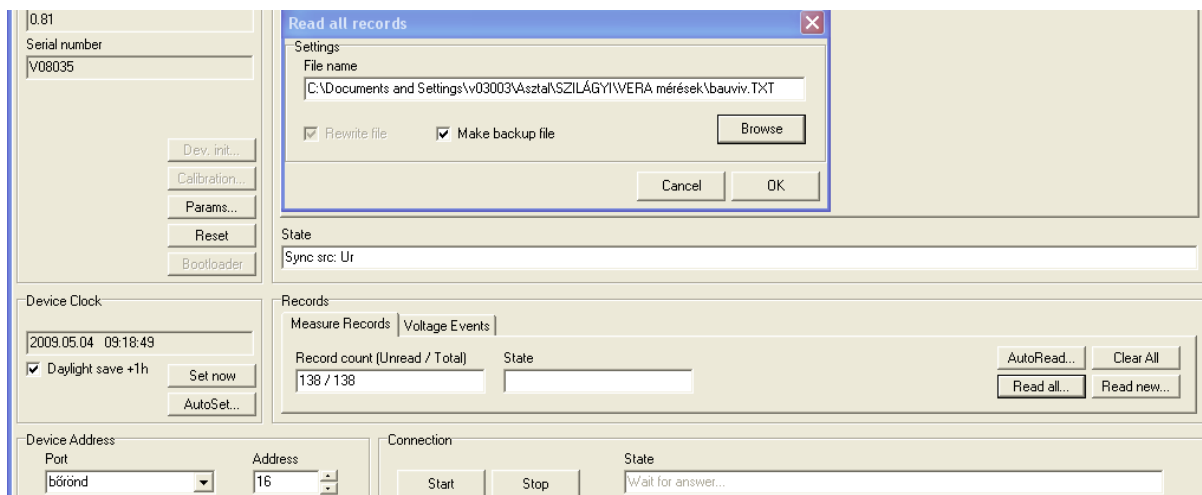 0.81
Serial number
V08035
Dev. init...
Calibration...
Params...
Reset
Bootloader
Read all records
Settings
File name
C:\Documents and Settings\v03003\Asztal\SZILÁGYI\VERA mérések\bauviv.TXT
Rewrite file
Make backup file
Browse
Cancel
OK
State
Sync src: Ur
Device Clock
2009.05.04 09:18:49
Daylight save +1h
Set now
AutoSet...
Records
Measure Records
Voltage Events
Record count (Unread / Total)
State
138 / 138
AutoRead...
Clear All
Read all...
Read new...
Device Address
Port
Address
bőrönd
16
Connection
Start
Stop
State
Wait for answer...